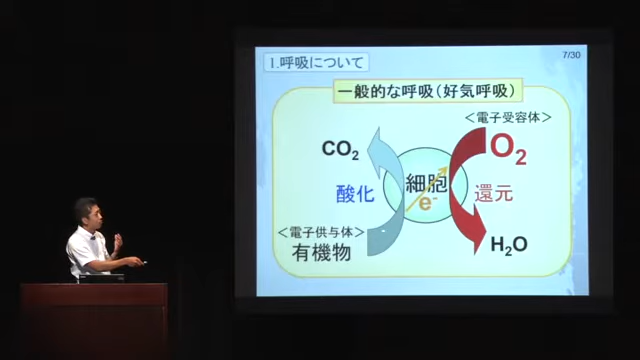 7/30
1.呼吸について
一般的な呼吸(好気呼吸)
<電子受容体>
CO2
O2
細胞
酸化
e-
還元
<電子供与体>
有機物
H2O